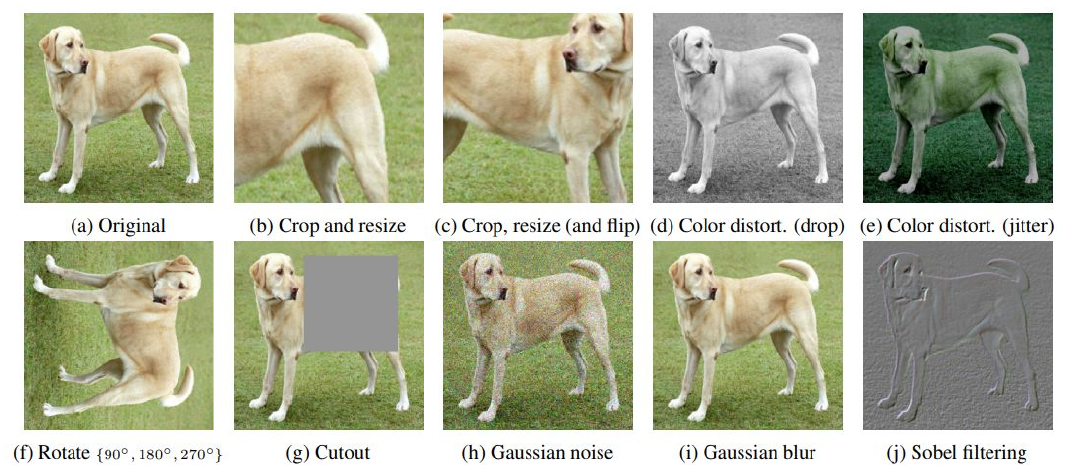 (a) Original
(b) Crop and resize
(c) Crop, resize (and flip)
(d) Color distort. (drop)
(e) Color distort. (jitter)
(f) Rotate {90°, 180°, 270°}
(g) Cutout
(h) Gaussian noise
(i) Gaussian blur
(j) Sobel filtering